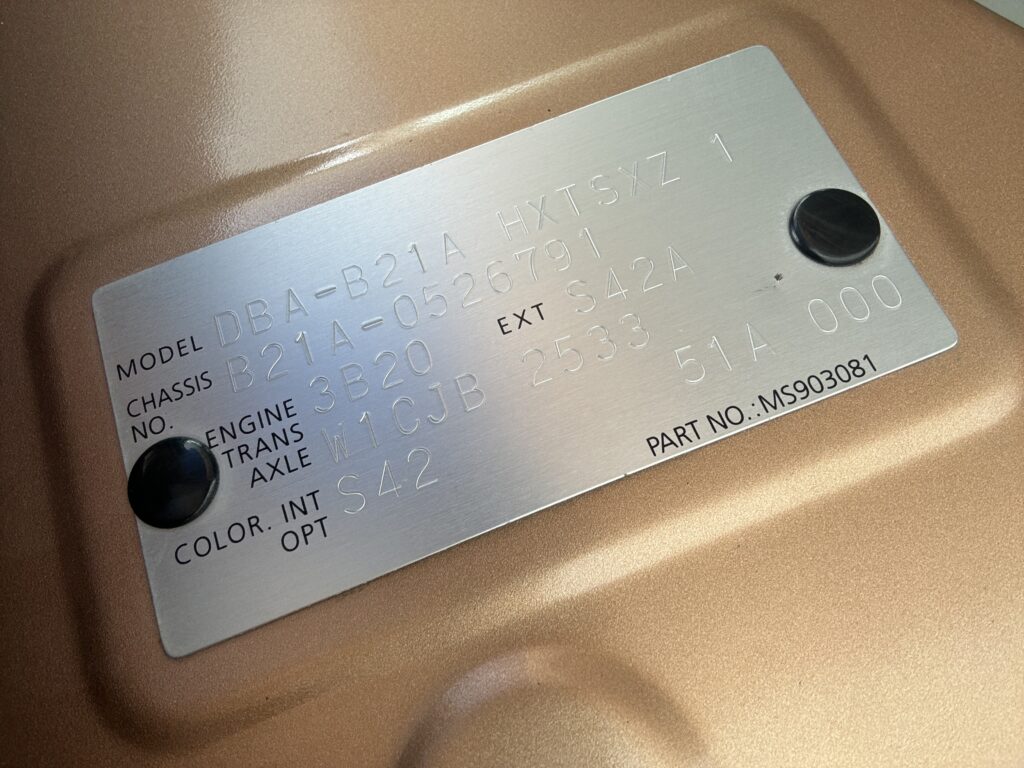 MODEL DBA-B21A HXTSXZ 1
CHASSIS NO. B21A-0526791
ENGINE 3B20 EXT S42A
TRANS AXLE W1CJB 2533
COLOR. INT S42 51A 000
OPT
PART NO.:MS903081